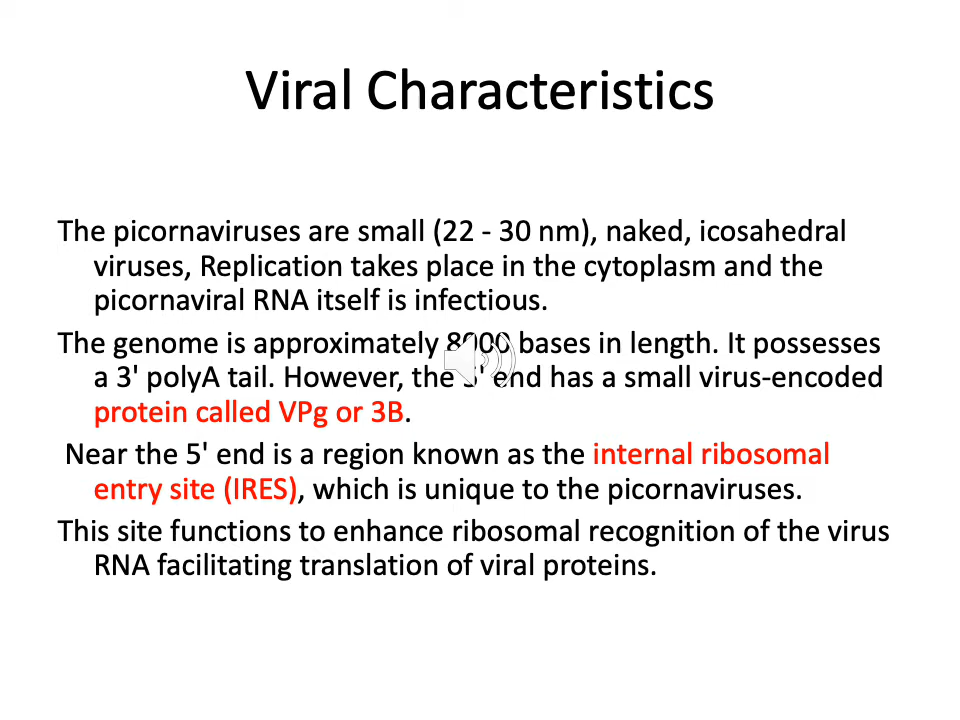 Viral Characteristics
The picornaviruses are small (22 - 30 nm), naked, icosahedral
viruses, Replication takes place in the cytoplasm and the
picornaviral RNA itself is infectious.
The genome is approximately 8000 bases in length. It possesses
a 3' polyA tail. However, the 5' end has a small virus-encoded
protein called VPg or 3B.
Near the 5' end is a region known as the internal ribosomal
entry site (IRES), which is unique to the picornaviruses.
This site functions to enhance ribosomal recognition of the virus
RNA facilitating translation of viral proteins.